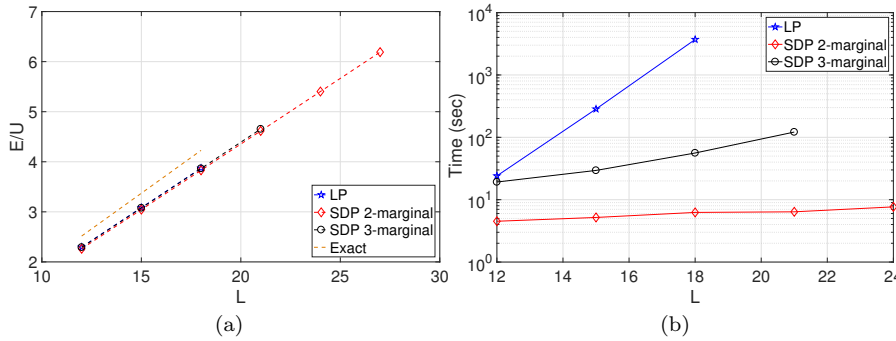 7
6
5
4
3
2
E/U
10
15
20
25
30
L
LP
SDP 2-marginal
SDP 3-marginal
Exact
(a)
10^4
10^3
10^2
10^1
10^0
Time (sec)
12
14
16
18
20
22
24
L
LP
SDP 2-marginal
SDP 3-marginal
(b)